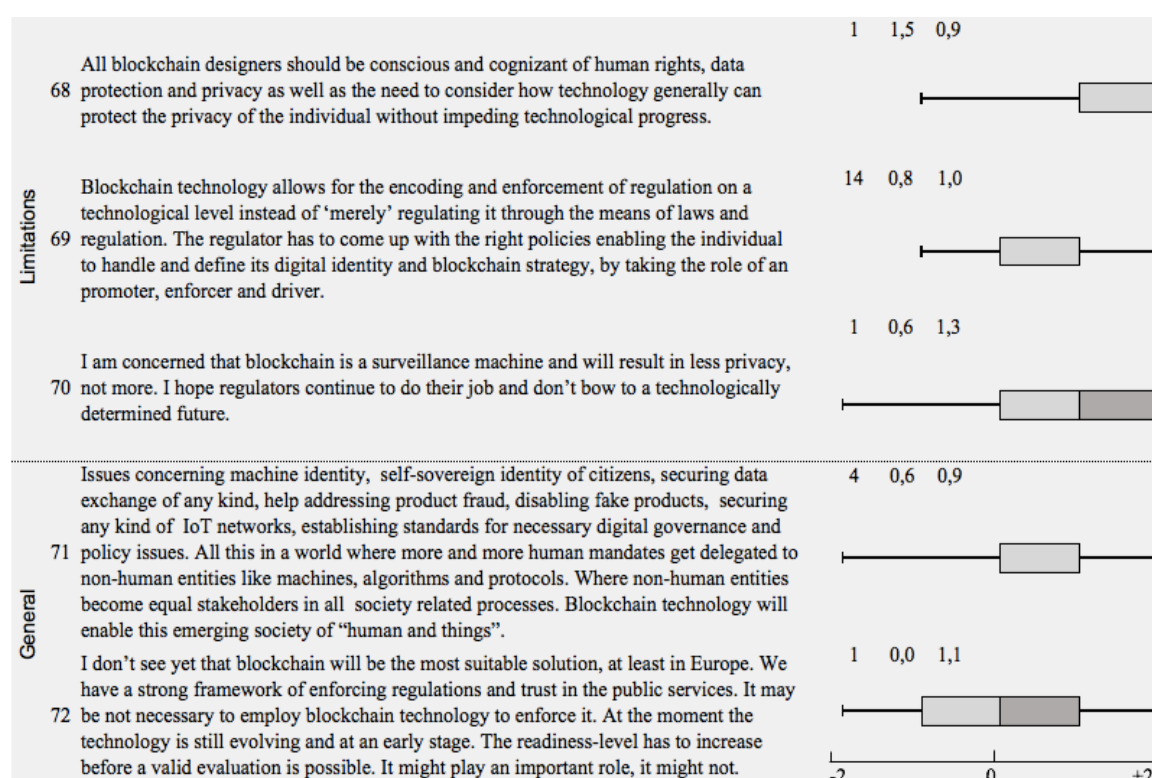 1 1,5 0,9
All blockchain designers should be conscious and cognizant of human rights, data
68 protection and privacy as well as the need to consider how technology generally can
protect the privacy of the individual without impeding technological progress.
Limitations
14 0,8 1,0
Blockchain technology allows for the encoding and enforcement of regulation on a
technological level instead of ‘merely’ regulating it through the means of laws and
69 regulation. The regulator has to come up with the right policies enabling the individual
to handle and define its digital identity and blockchain strategy, by taking the role of an
promoter, enforcer and driver.
1 0,6 1,3
I am concerned that blockchain is a surveillance machine and will result in less privacy,
70 not more. I hope regulators continue to do their job and don’t bow to a technologically
determined future.
General
4 0,6 0,9
Issues concerning machine identity, self-sovereign identity of citizens, securing data
exchange of any kind, help addressing product fraud, disabling fake products, securing
any kind of IoT networks, establishing standards for necessary digital governance and
71 policy issues. All this in a world where more and more human mandates get delegated to
non-human entities like machines, algorithms and protocols. Where non-human entities
become equal stakeholders in all society related processes. Blockchain technology will
enable this emerging society of “human and things”.
1 0,0 1,1
I don’t see yet that blockchain will be the most suitable solution, at least in Europe. We
have a strong framework of enforcing regulations and trust in the public services. It may
72 be not necessary to employ blockchain technology to enforce it. At the moment the
technology is still evolving and at an early stage. The readiness-level has to increase
before a valid evaluation is possible. It might play an important role, it might not.
-2 0 +2